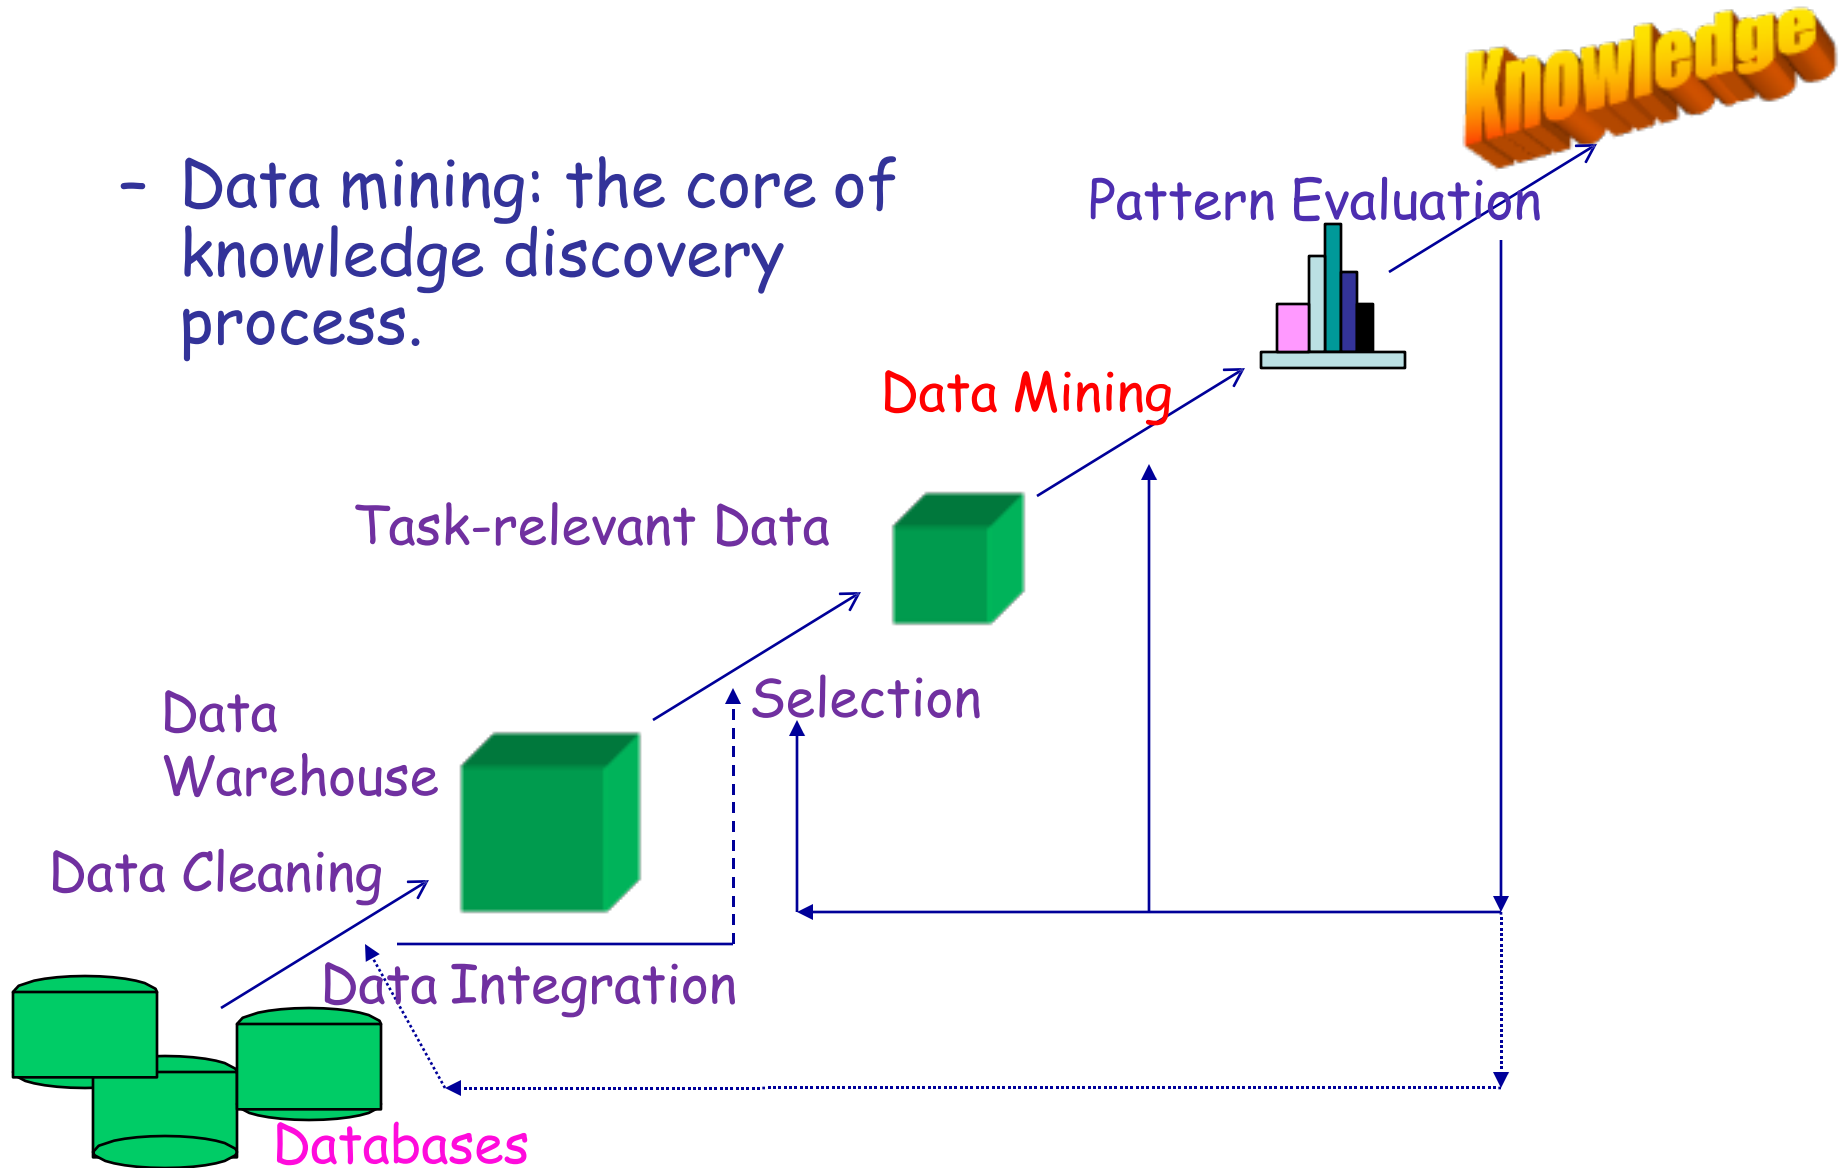 Knowledge
– Data mining: the core of
knowledge discovery
process.
Pattern Evaluation
Data Mining
Task-relevant Data
Selection
Data
Warehouse
Data Cleaning
Data Integration
Databases